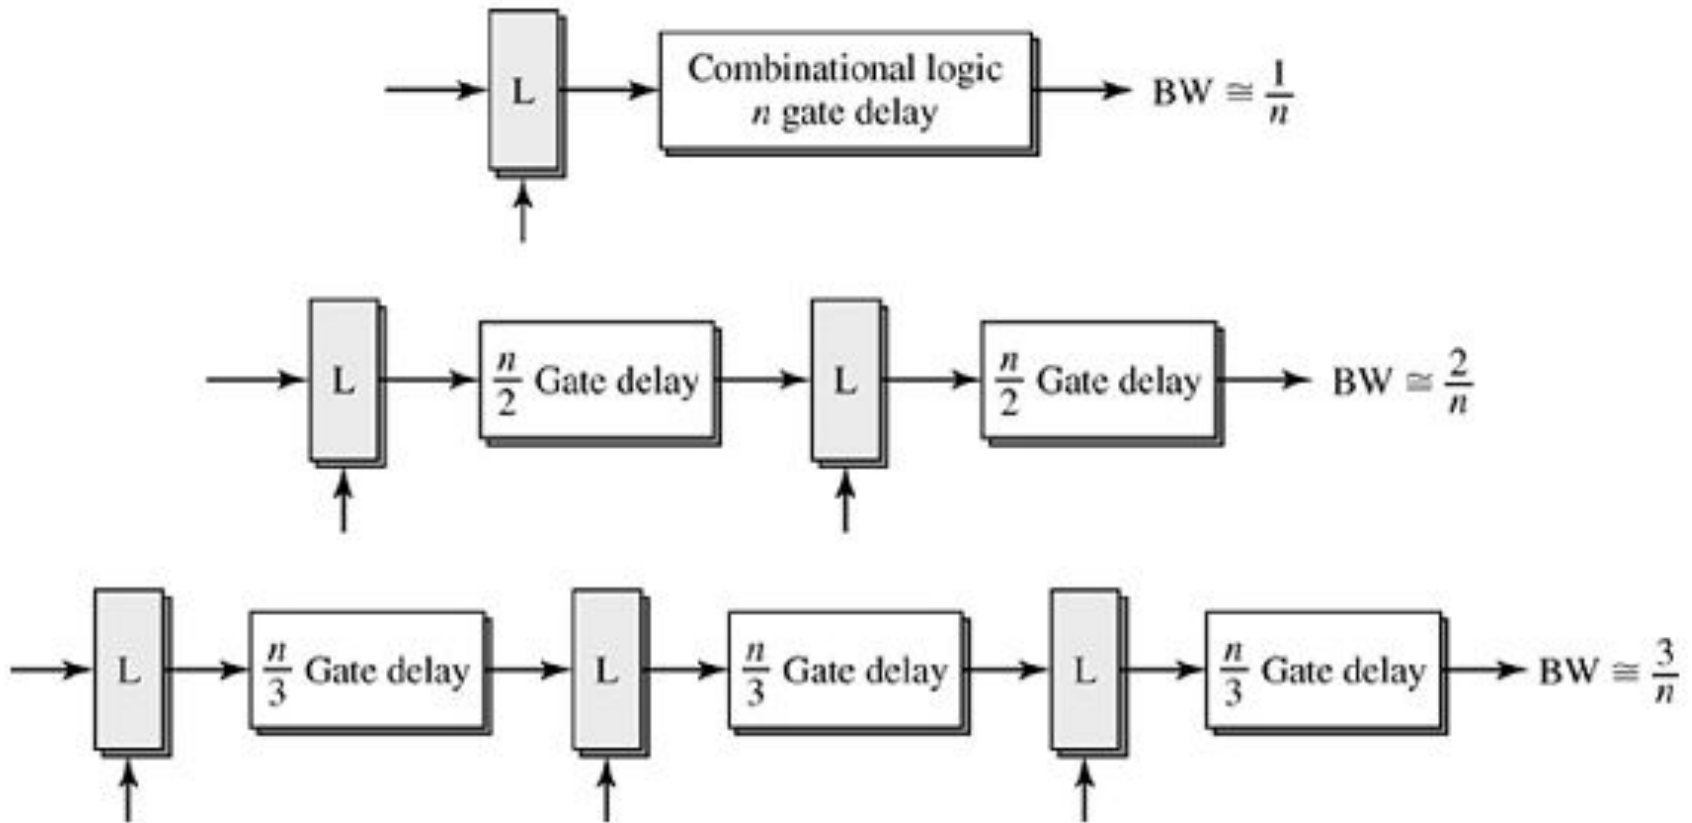 L
Combinational logic
n gate delay
BW ≅ 1/n
L
n/2 Gate delay
L
n/2 Gate delay
BW ≅ 2/n
L
n/3 Gate delay
L
n/3 Gate delay
L
n/3 Gate delay
BW ≅ 3/n